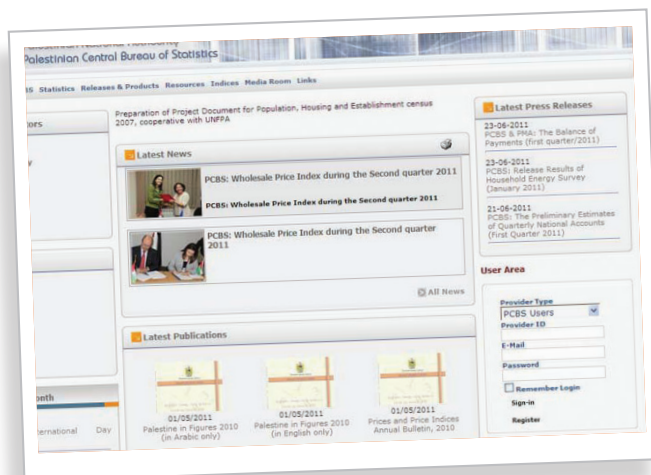 Palestinian Central Bureau of Statistics
Statistics Releases & Products Resources Indices Media Room Links
Preparation of Project Document for Population, Housing and Establishment census
2007, cooperative with UNFPA
Latest News
PCBS: Wholesale Price Index during the Second quarter 2011
PCBS: Wholesale Price Index during the Second quarter 2011
PCBS: Wholesale Price Index during the Second quarter
2011
All News
Latest Publications
01/05/2011
Palestine in Figures 2010
(in Arabic only)
01/05/2011
Palestine in Figures 2010
(in English only)
01/05/2011
Prices and Price Indices
Annual Bulletin, 2010
Latest Press Releases
23-06-2011
PCBS & PMA: The Balance of
Payments (first quarter/2011)
23-06-2011
PCBS: Release Results of
Household Energy Survey
(January 2011)
21-06-2011
PCBS: The Preliminary Estimates
of Quarterly National Accounts
(First Quarter 2011)
User Area
Provider Type
PCBS Users
Provider ID
E-Mail
Password
Remember Login
Sign-in
Register
Day